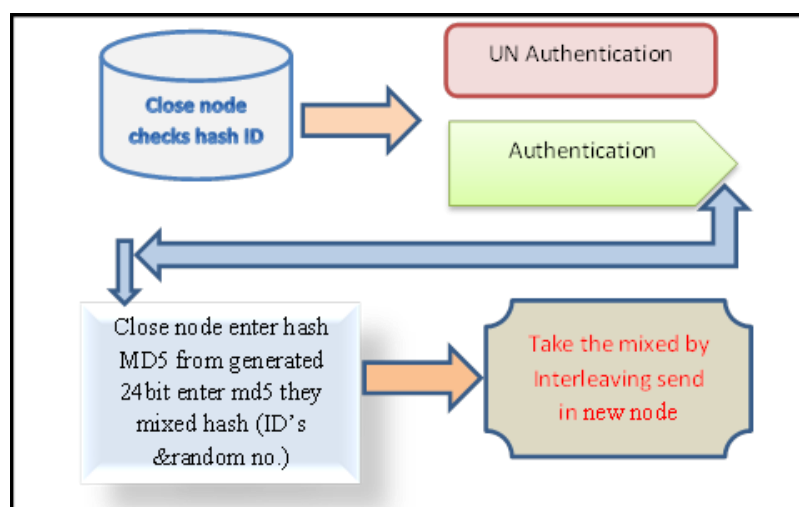 Close node
checks hash ID
UN Authentication
Authentication
Close node enter hash
MD5 from generated
24bit enter md5 they
mixed hash (ID's
&random no.)
Take the mixed by
Interleaving send
in new node